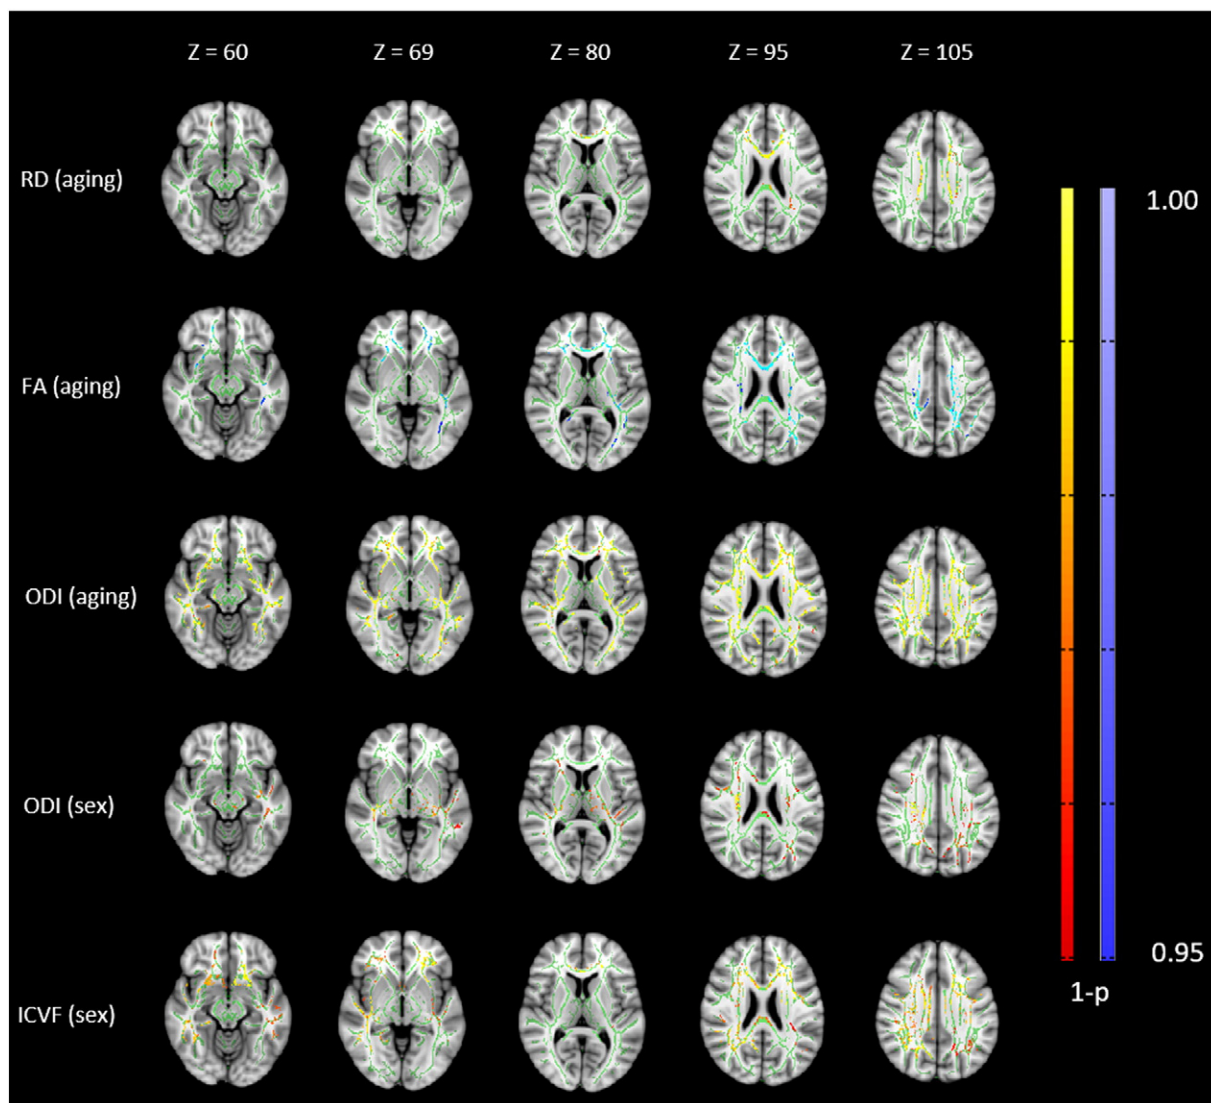 Z = 60 Z = 69 Z = 80 Z = 95 Z = 105
RD (aging)
1.00
FA (aging)
ODI (aging)
ODI (sex)
0.95
1-p
ICVF (sex)